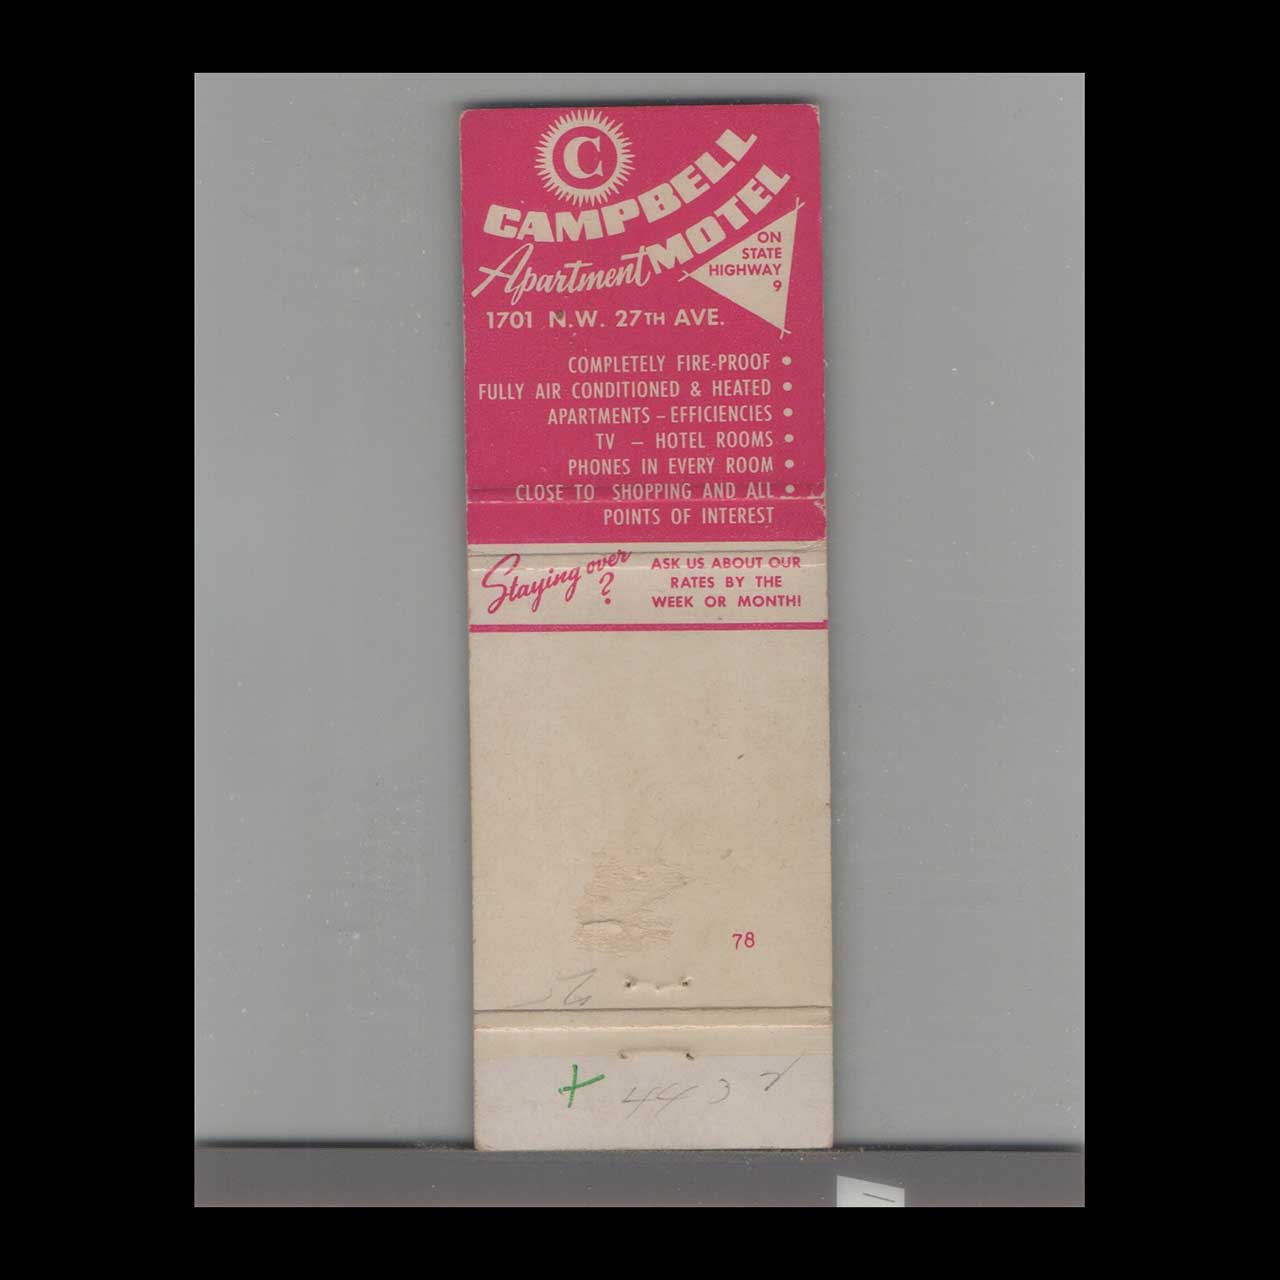 C
CAMPBELL
Apartment MOTEL
ON
STATE
HIGHWAY
9
1701 N.W. 27TH AVE.
COMPLETELY FIRE-PROOF •
FULLY AIR CONDITIONED & HEATED •
APARTMENTS – EFFICIENCIES •
TV – HOTEL ROOMS •
PHONES IN EVERY ROOM •
CLOSE TO SHOPPING AND ALL •
POINTS OF INTEREST
Staying over
?
ASK US ABOUT OUR
RATES BY THE
WEEK OR MONTH!
78
443